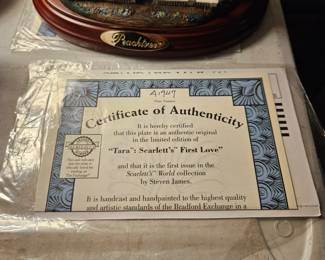 Peachtree
Certificate of Authenticity
It is hereby certified
that this plate is an authentic original
in the limited edition of
"Tara": Scarlett's" First Love"
and that it is the first issue in the
Scarlett's" World collection
by Steven James.
It is handcast and handpainted to the highest quality
and artistic standards of the Bradford Exchange in a